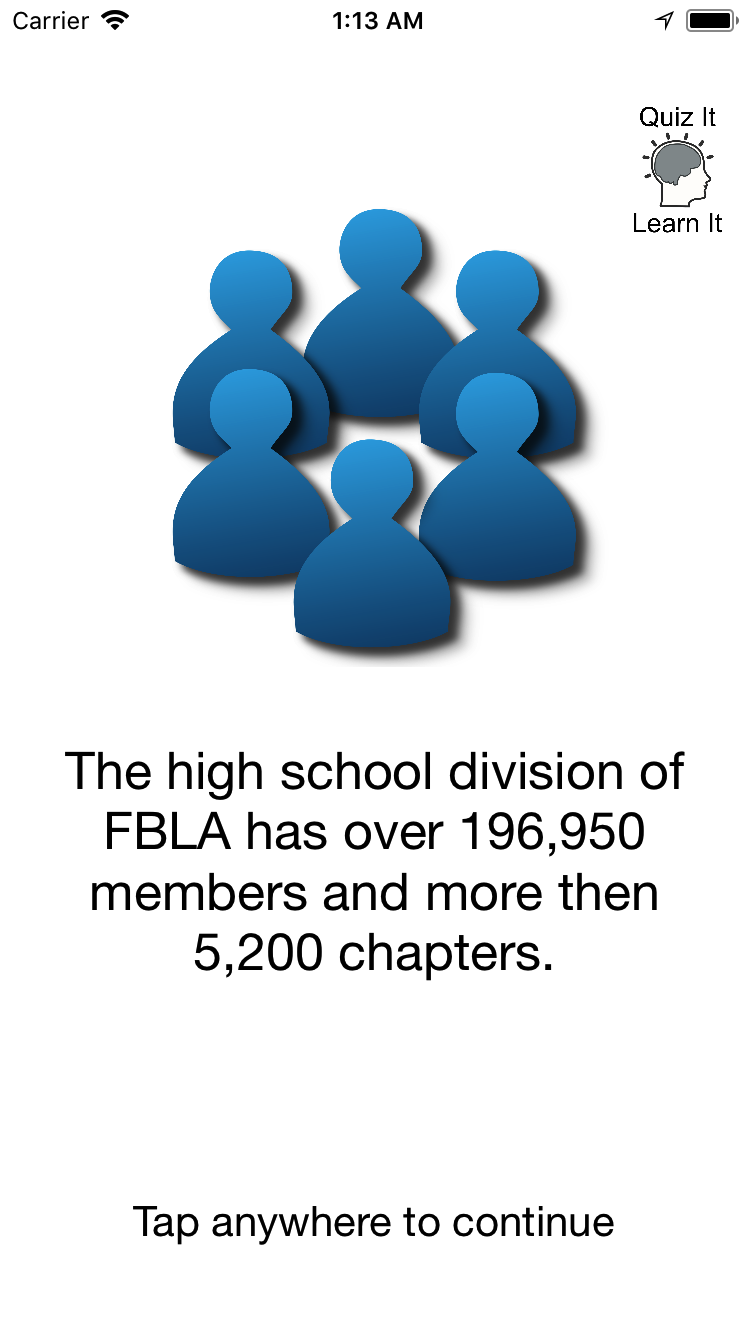 Carrier 1:13 AM
Quiz It
Learn It
The high school division of
FBLA has over 196,950
members and more then
5,200 chapters.
Tap anywhere to continue